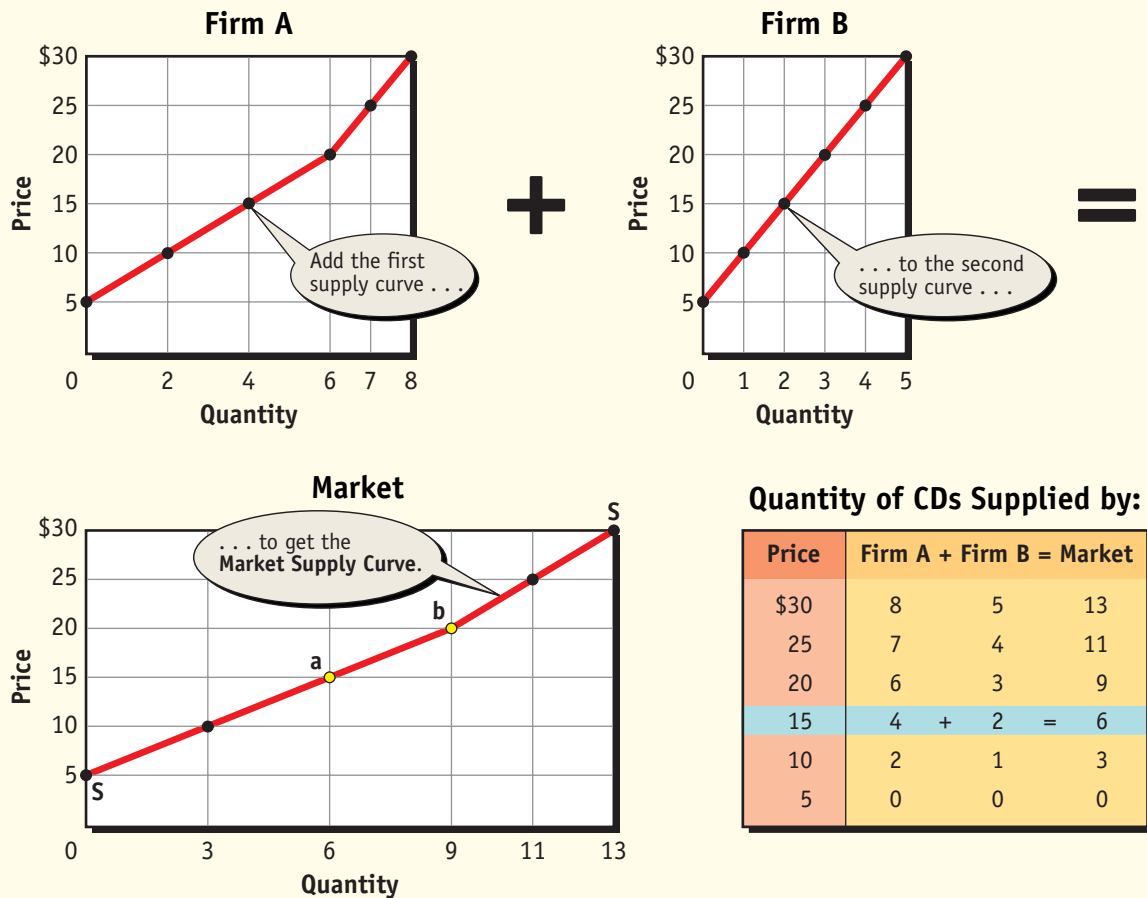 Firm A
$30
25
20
15
10
5
0 2 4 6 7 8
Price
Quantity
Add the first
supply curve . . .
+
Firm B
$30
25
20
15
10
5
0 1 2 3 4 5
Price
Quantity
. . . to the second
supply curve . . .
=
Market
$30
25
20
15
10
5
0 3 6 9 11 13
Price
Quantity
. . . to get the
Market Supply Curve.
S
a
b
S
Quantity of CDs Supplied by:
Price Firm A + Firm B = Market
$30 8 5 13
25 7 4 11
20 6 3 9
15 4 + 2 = 6
10 2 1 3
5 0 0 0